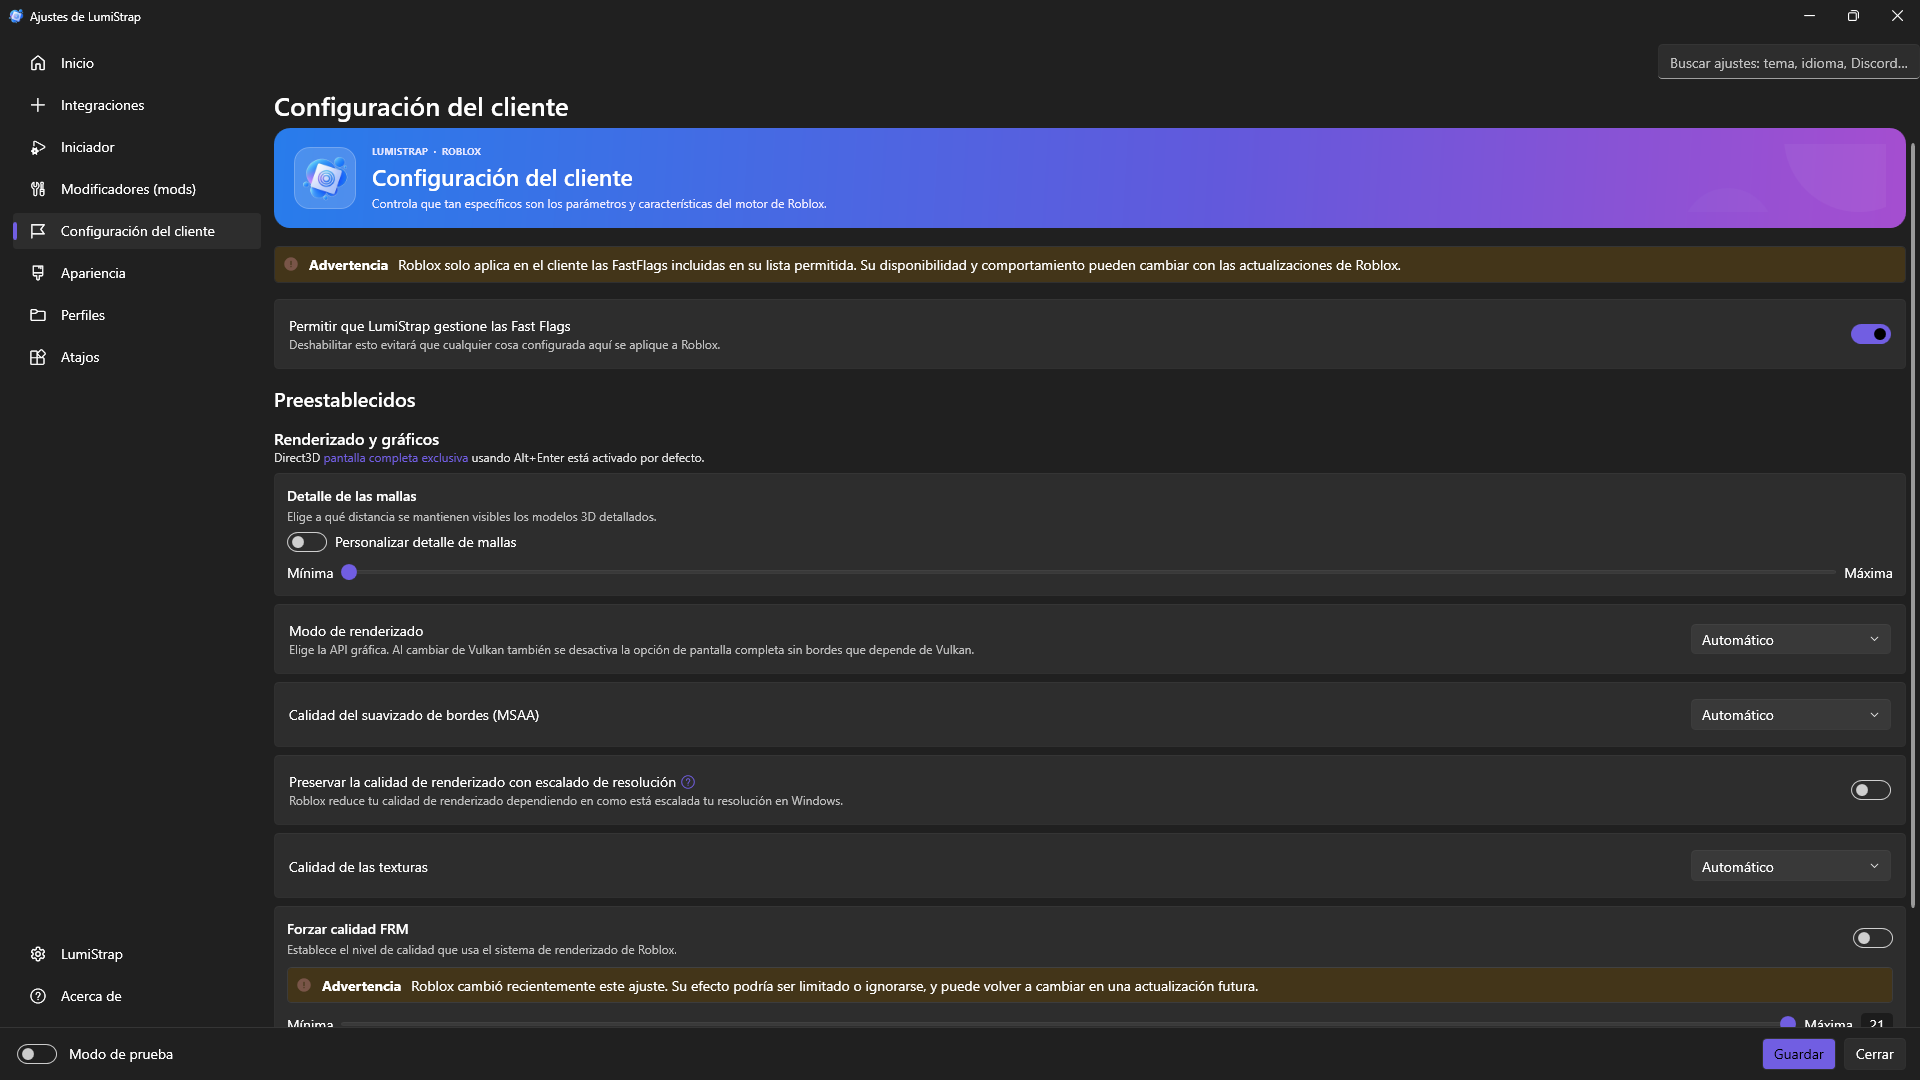 Ajustes de LumiStrap
Inicio
Integraciones
Iniciador
Modificadores (mods)
Configuración del cliente
Apariencia
Perfiles
Atajos
LumiStrap
Acerca de
Modo de prueba
Buscar ajustes: tema, idioma, Discord...
Configuración del cliente
LUMISTRAP · ROBLOX
Configuración del cliente
Controla que tan específicos son los parámetros y características del motor de Roblox.
Advertencia Roblox solo aplica en el cliente las FastFlags incluidas en su lista permitida. Su disponibilidad y comportamiento pueden cambiar con las actualizaciones de Roblox.
Permitir que LumiStrap gestione las Fast Flags
Deshabilitar esto evitará que cualquier cosa configurada aquí se aplique a Roblox.
Preestablecidos
Renderizado y gráficos
Direct3D pantalla completa exclusiva usando Alt+Enter está activado por defecto.
Detalle de las mallas
Elige a qué distancia se mantienen visibles los modelos 3D detallados.
Personalizar detalle de mallas
Mínima Máxima
Modo de renderizado
Elige la API gráfica. Al cambiar de Vulkan también se desactiva la opción de pantalla completa sin bordes que depende de Vulkan.
Automático
Calidad del suavizado de bordes (MSAA)
Automático
Preservar la calidad de renderizado con escalado de resolución
Roblox reduce tu calidad de renderizado dependiendo en como está escalada tu resolución en Windows.
Calidad de las texturas
Automático
Forzar calidad FRM
Establece el nivel de calidad que usa el sistema de renderizado de Roblox.
Advertencia Roblox cambió recientemente este ajuste. Su efecto podría ser limitado o ignorarse, y puede volver a cambiar en una actualización futura.
Mínima Máxima 21
Guardar
Cerrar